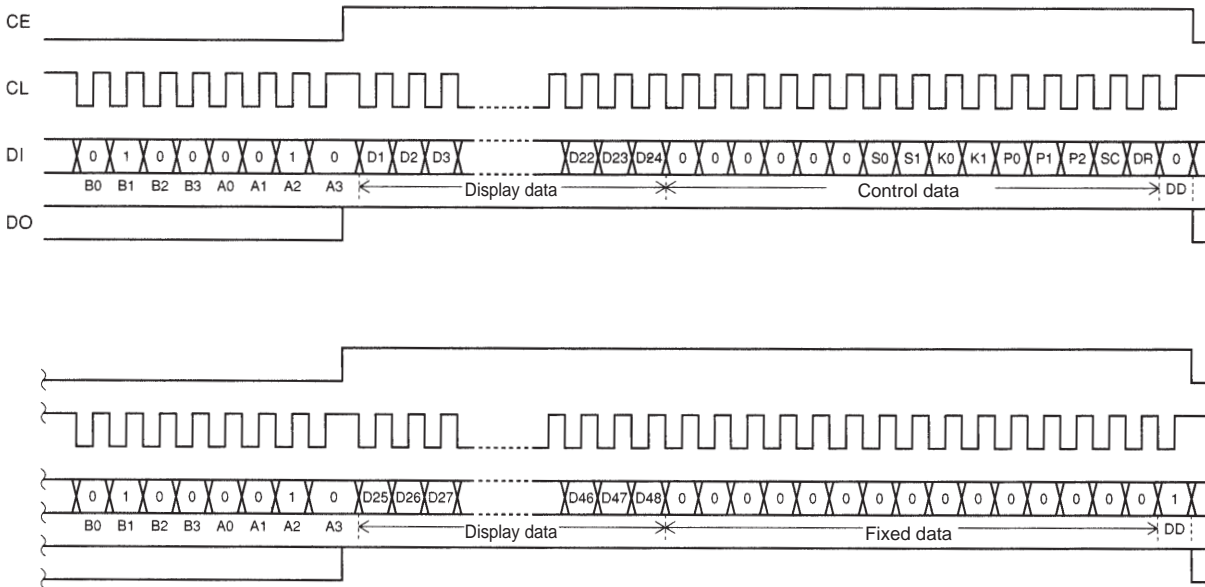 CE
CL
DI 0 1 0 0 0 0 1 0 D1 D2 D3 D22 D23 D24 0 0 0 0 0 0 S0 S1 K0 K1 P0 P1 P2 SC DR 0
B0 B1 B2 B3 A0 A1 A2 A3 Display data Control data DD
DO
0 1 0 0 0 0 1 0 D25 D26 D27 D46 D47 D48 0 0 0 0 0 0 0 0 0 0 0 0 0 0 0 1
B0 B1 B2 B3 A0 A1 A2 A3 Display data Fixed data DD